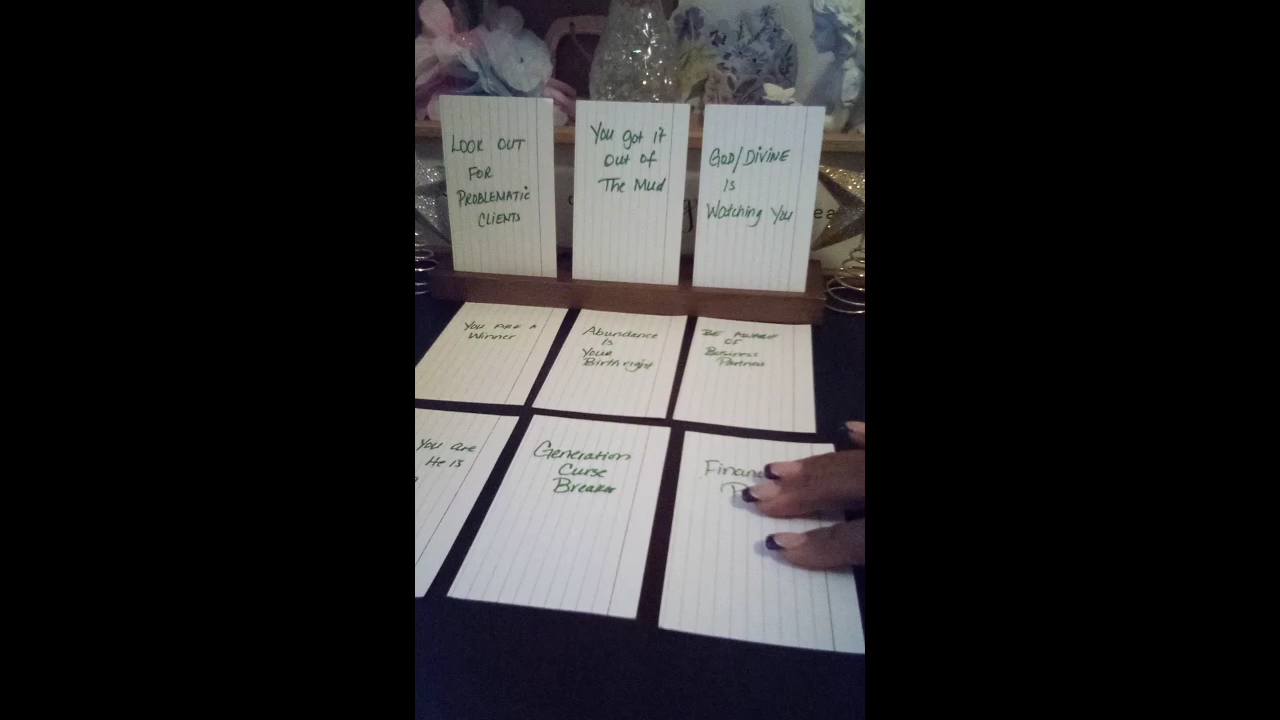 LOOK OUT
FOR
PROBLEMATIC
CLIENTS
You got it
out of
The Mud
GOD/DIVINE
IS
Watching You
You are a
Winner
Abundance
is
Your
Birthright
BE AWARE
OF
Business
Partners
You are
He is
Generation
Curse
Breaker